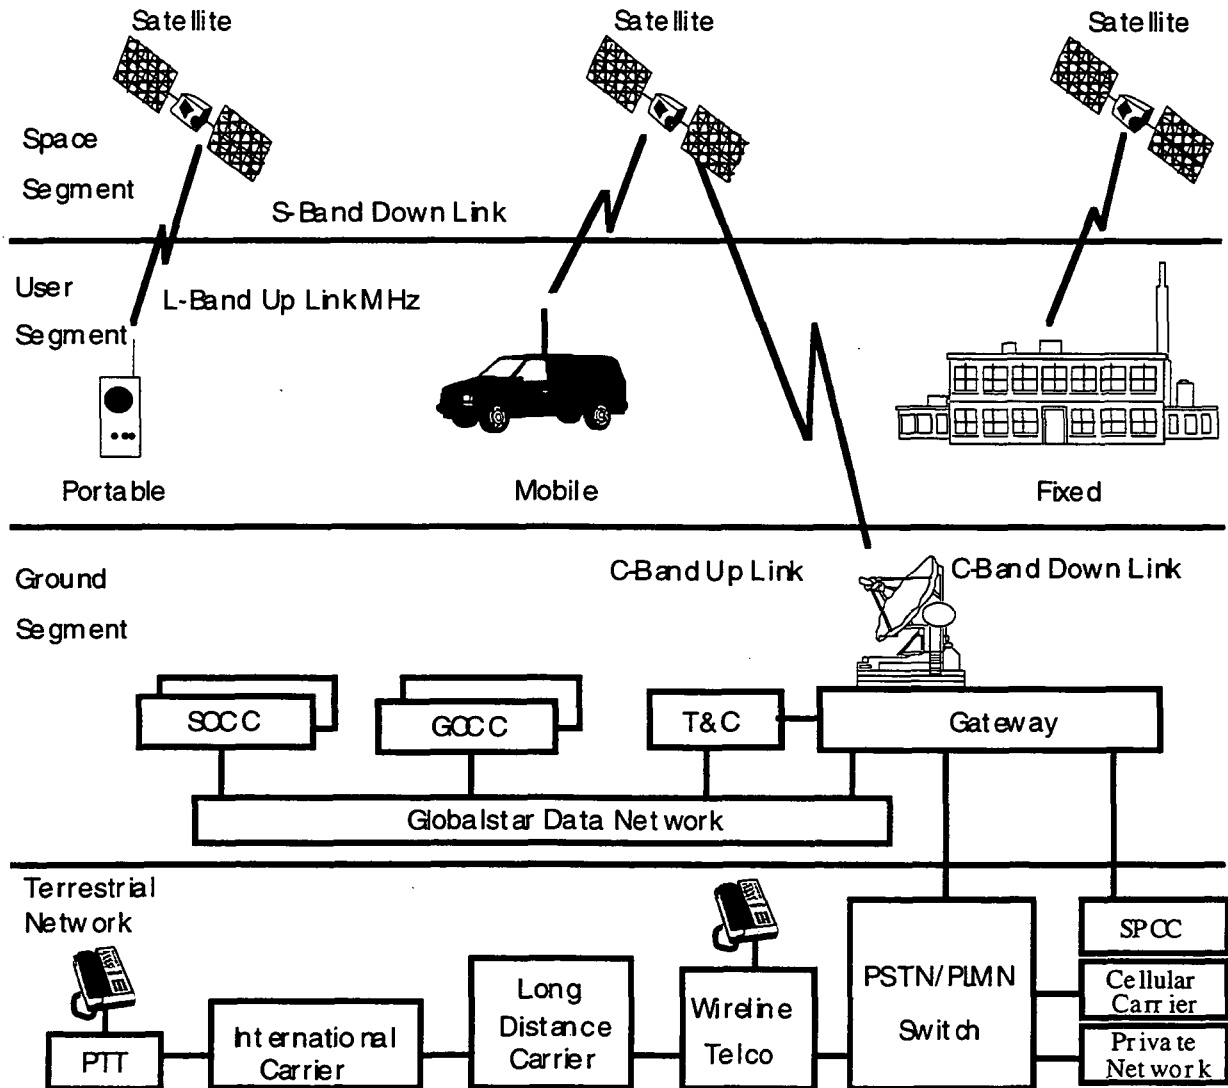 Satellite
Satellite
Satellite
Space
Segment
S-Band Down Link
User
Segment
L-Band Up Link MHz
Portable
Mobile
Fixed
Ground
Segment
C-Band Up Link
C-Band Down Link
SOCC
GOCC
T&C
Gateway
Globalstar Data Network
Terrestrial
Network
PTT
International
Carrier
Long
Distance
Carrier
Wireline
Telco
PSTN/PLMN
Switch
SPCC
Cellular
Carrier
Private
Network